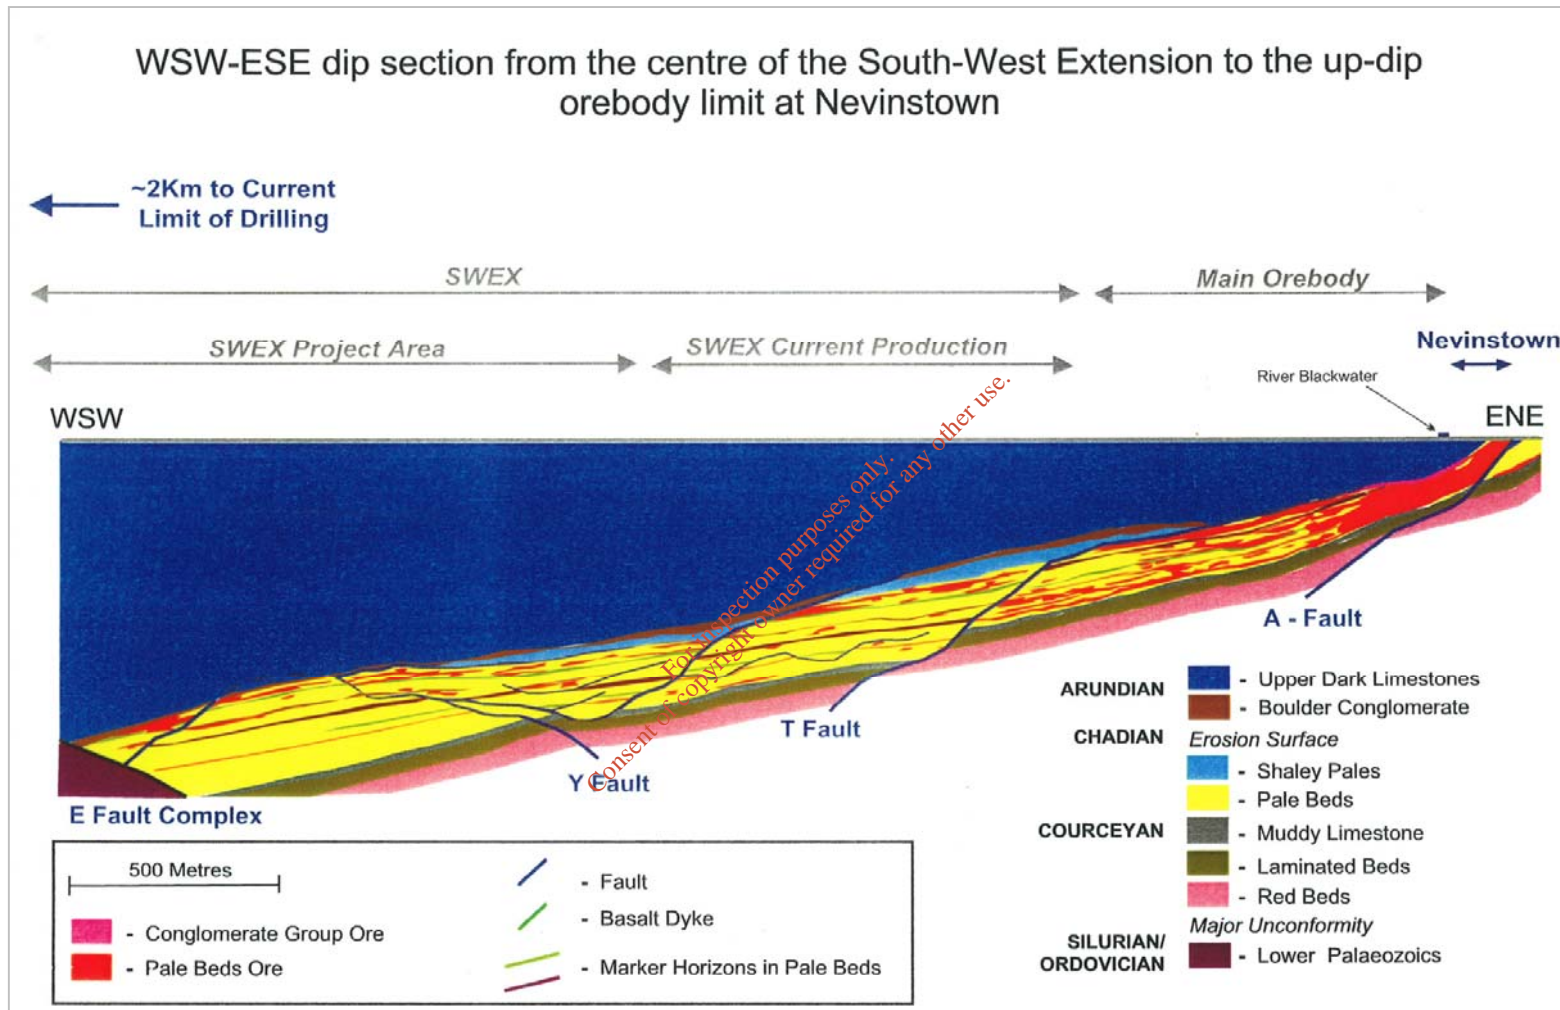 WSW-ESE dip section from the centre of the South-West Extension to the up-dip
orebody limit at Nevinstown
~2Km to Current
Limit of Drilling
SWEX
Main Orebody
SWEX Project Area
SWEX Current Production
Nevinstown
River Blackwater
WSW
ENE
For inspection purposes only.
Consent of copyright owner required for any other use.
A - Fault
T Fault
Y Fault
E Fault Complex
500 Metres
- Conglomerate Group Ore
- Pale Beds Ore
- Fault
- Basalt Dyke
- Marker Horizons in Pale Beds
ARUNDIAN
- Upper Dark Limestones
- Boulder Conglomerate
CHADIAN
Erosion Surface
- Shaley Pales
- Pale Beds
COURCEYAN
- Muddy Limestone
- Laminated Beds
- Red Beds
Major Unconformity
SILURIAN/
ORDOVICIAN
- Lower Palaeozoics